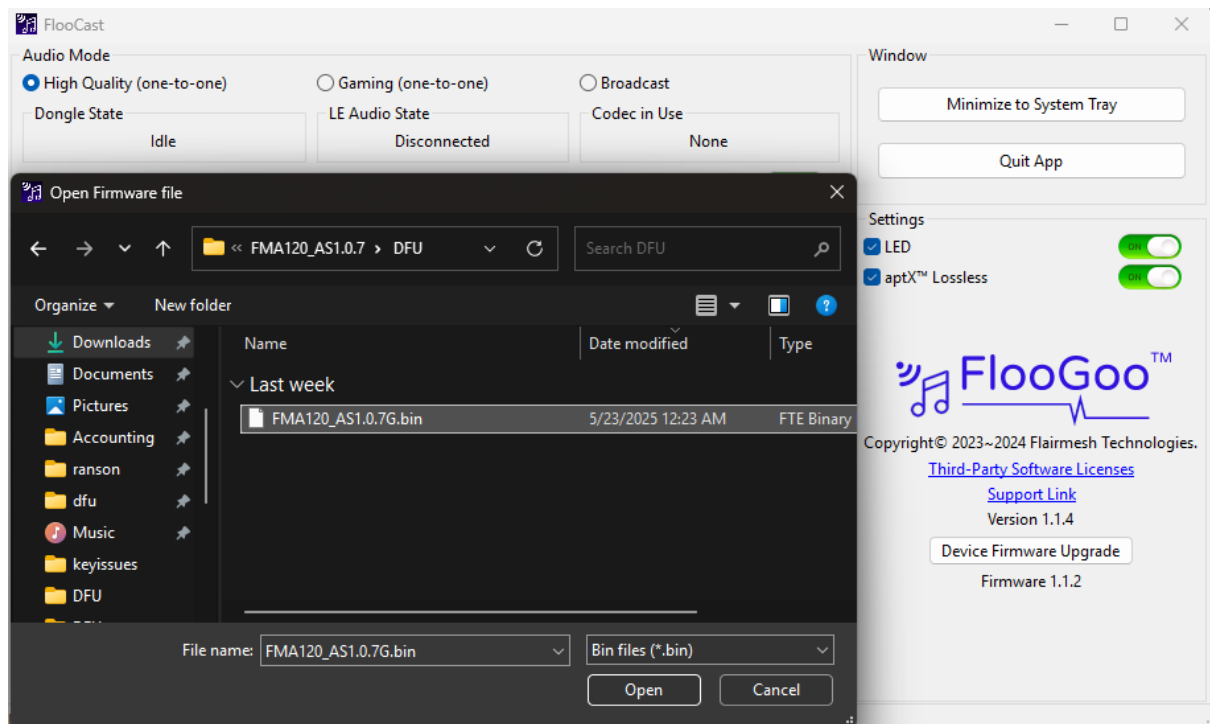 FlooCast
Audio Mode
High Quality (one-to-one)
Gaming (one-to-one)
Broadcast
Dongle State
Idle
LE Audio State
Disconnected
Codec in Use
None
Window
Minimize to System Tray
Quit App
Settings
LED
ON
aptX™ Lossless
ON
FlooGoo™
Copyright© 2023~2024 Flairmesh Technologies.
Third-Party Software Licenses
Support Link
Version 1.1.4
Device Firmware Upgrade
Firmware 1.1.2
Open Firmware file
« FMA120_AS1.0.7 › DFU
Search DFU
Organize
New folder
?
Downloads
Documents
Pictures
Accounting
ranson
dfu
Music
keyissues
DFU
Name
Date modified
Type
Last week
FMA120_AS1.0.7G.bin
5/23/2025 12:23 AM
FTE Binary
File name:
FMA120_AS1.0.7G.bin
Bin files (*.bin)
Open
Cancel